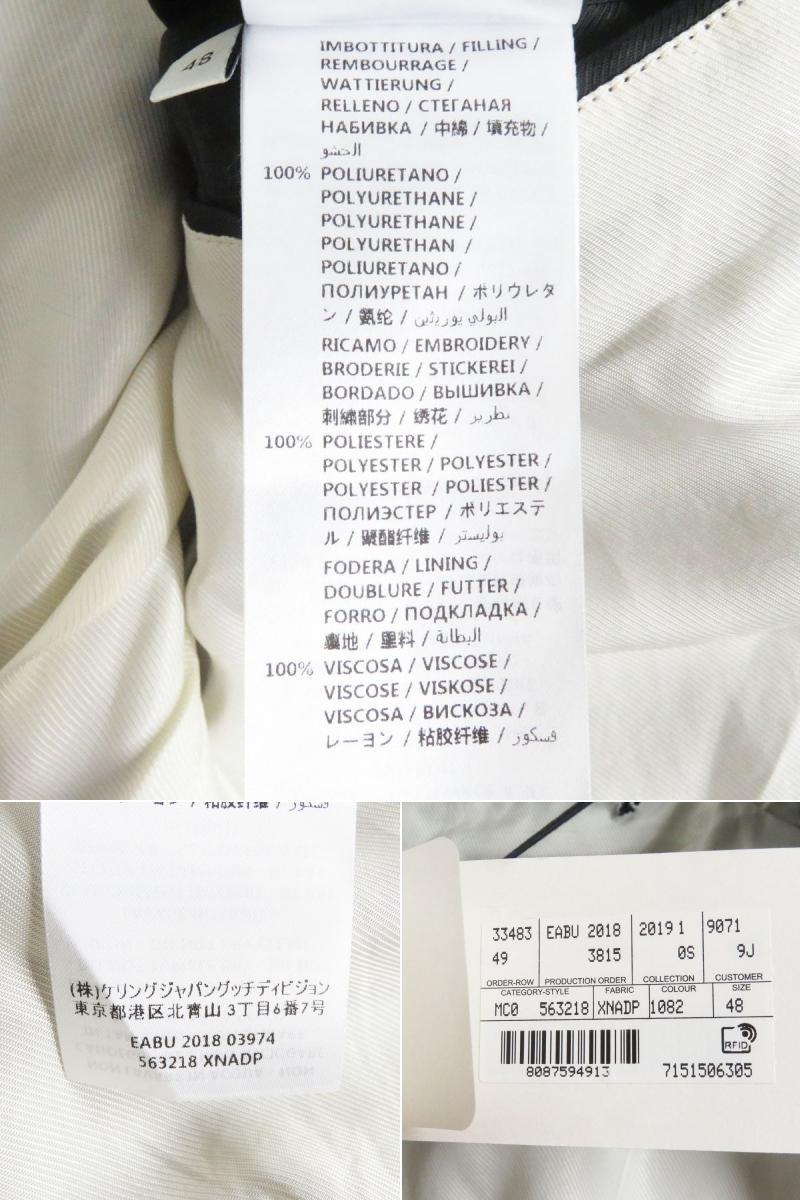 48
IMBOTTITURA / FILLING /
REMBOURRAGE /
WATTIERUNG /
RELLENO / СТЕГАНАЯ
НАБИВКА / 中綿 / 填充物 /
الحشو
100% POLIURETANO /
POLYURETHANE /
POLYURETHANE /
POLYURETHAN /
POLIURETANO /
ПОЛИУРЕТАН / ポリウレタ
ン / 氨纶 / البولي يوريثين
RICAMO / EMBROIDERY /
BRODERIE / STICKEREI /
BORDADO / ВЫШИВКА /
刺繍部分 / 绣花 / تطريز
100% POLIESTERE /
POLYESTER / POLYESTER /
POLYESTER / POLIESTER /
ПОЛИЭСТЕР / ポリエステ
ル / 聚酯纤维 / بوليستر
FODERA / LINING /
DOUBLURE / FUTTER /
FORRO / ПОДКЛАДКА /
裏地 / 里料 / البطانة
100% VISCOSA / VISCOSE /
VISCOSE / VISKOSE /
VISCOSA / ВИСКОЗА /
レーヨン / 粘胶纤维 / فسكور
(株)ケリングジャパングッチディビジョン
東京都港区北青山3丁目6番7号
EABU 2018 03974
563218 XNADP
33483 EABU 2018 2019 1 9071
49 3815 0S 9J
ORDER-ROW PRODUCTION ORDER COLLECTION CUSTOMER
CATEGORY-STYLE FABRIC COLOUR SIZE
MC0 563218 XNADP 1082 48
RFID
8087594913 7151506305